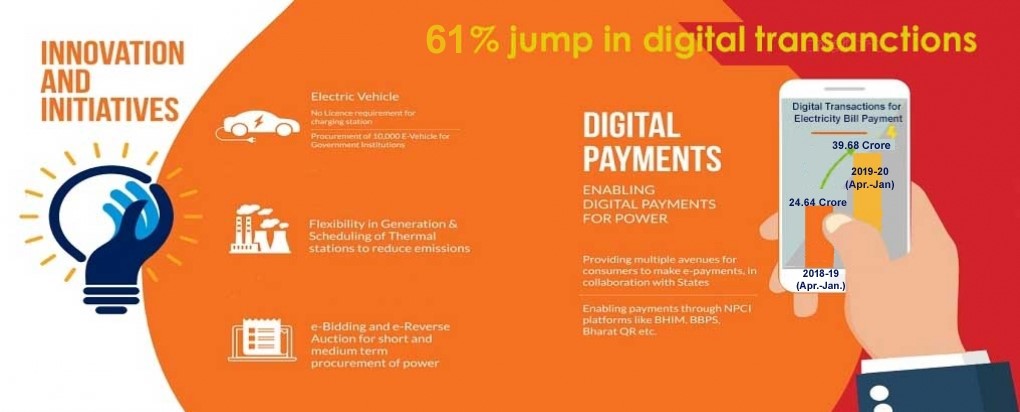 61% jump in digital transanctions
INNOVATION
AND
INITIATIVES
Electric Vehicle
No Licence requirement for
charging station
Procurement of 10,000 E-Vehicle for
Government Institutions
Flexibility in Generation &
Scheduling of Thermal
stations to reduce emissions
e-Bidding and e-Reverse
Auction for short and
medium term
procurement of power
DIGITAL
PAYMENTS
ENABLING
DIGITAL PAYMENTS
FOR POWER
Providing multiple avenues for
consumers to make e-payments, in
collaboration with States
Enabling payments through NPCI
platforms like BHIM, BBPS,
Bharat QR etc.
Digital Transactions for
Electricity Bill Payment
39.68 Crore
2019-20
(Apr.-Jan)
24.64 Crore
2018-19
(Apr.-Jan.)